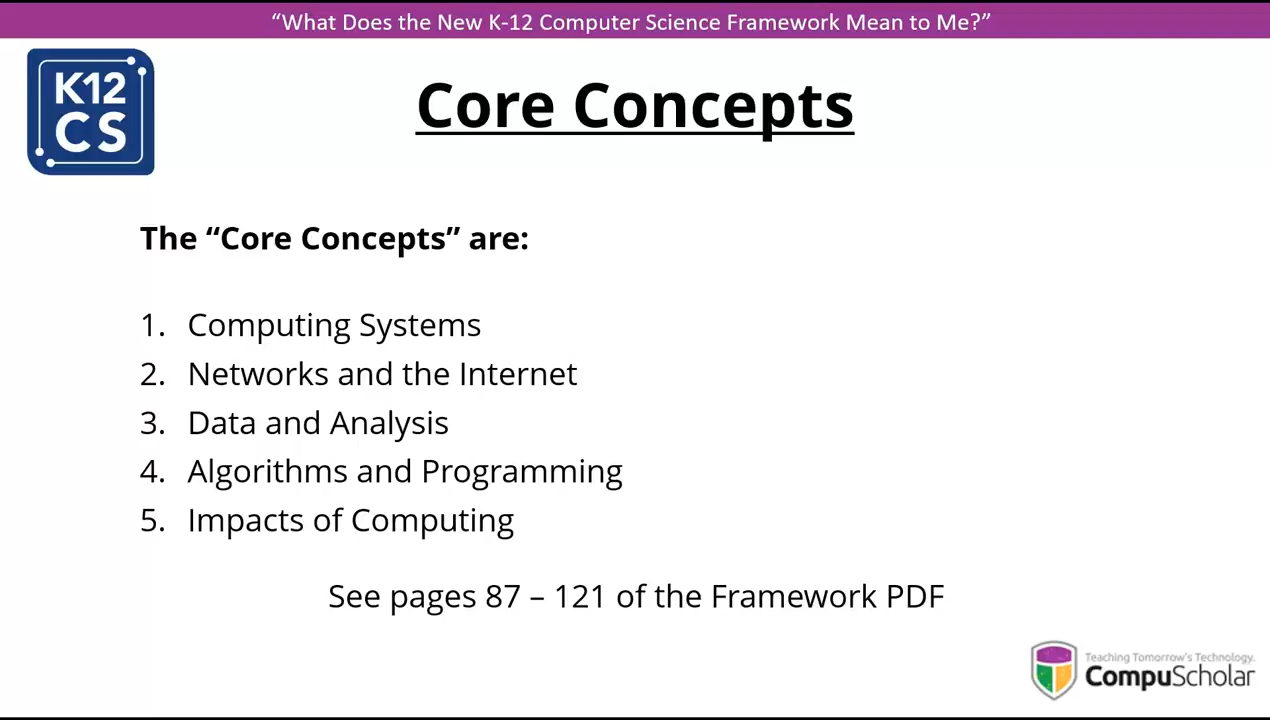 “What Does the New K-12 Computer Science Framework Mean to Me?”
K12
CS
Core Concepts
The “Core Concepts” are:
1. Computing Systems
2. Networks and the Internet
3. Data and Analysis
4. Algorithms and Programming
5. Impacts of Computing
See pages 87 – 121 of the Framework PDF
Teaching Tomorrow's Technology.
CompuScholar